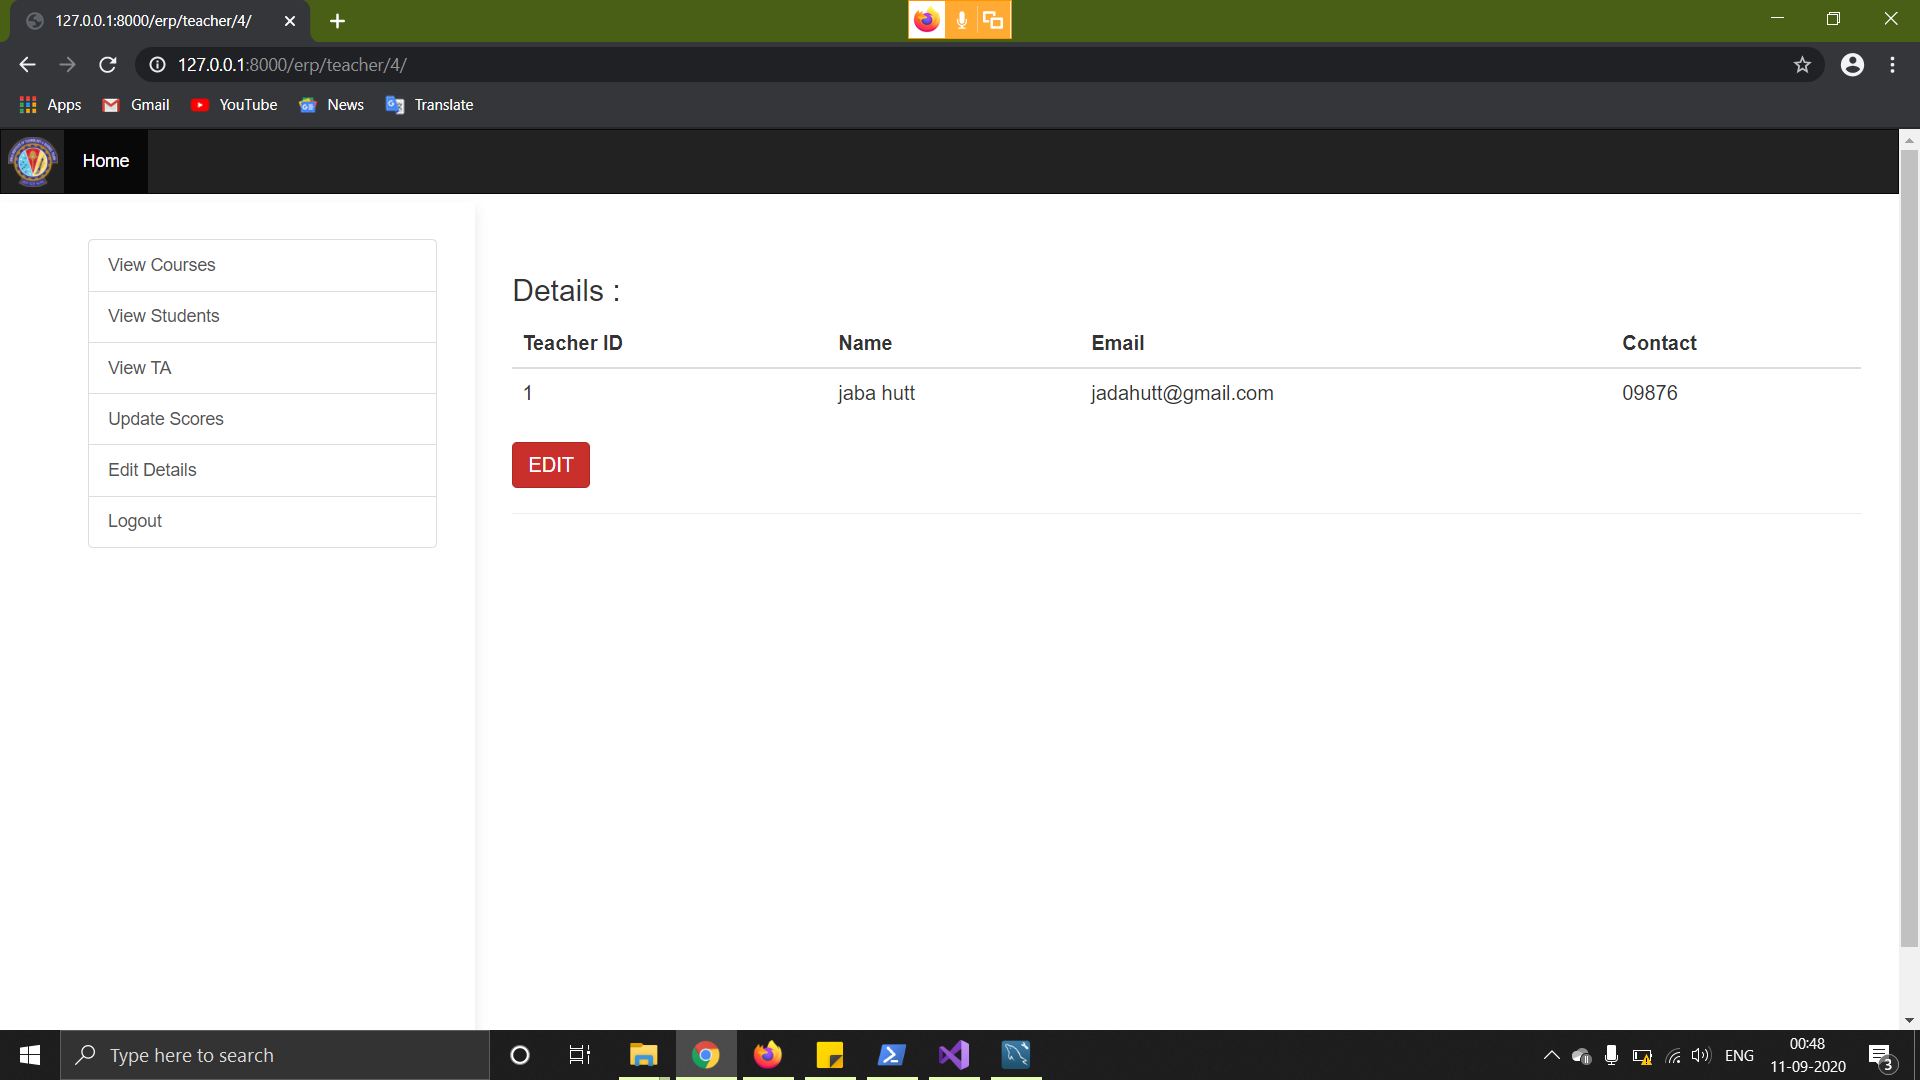 127.0.0.1:8000/erp/teacher/4/
127.0.0.1:8000/erp/teacher/4/
Apps Gmail YouTube News Translate
Home
View Courses
View Students
View TA
Update Scores
Edit Details
Logout
Details :
Teacher ID Name Email Contact
1 jaba hutt jadahutt@gmail.com 09876
EDIT
Type here to search
ENG
00:48
11-09-2020
3